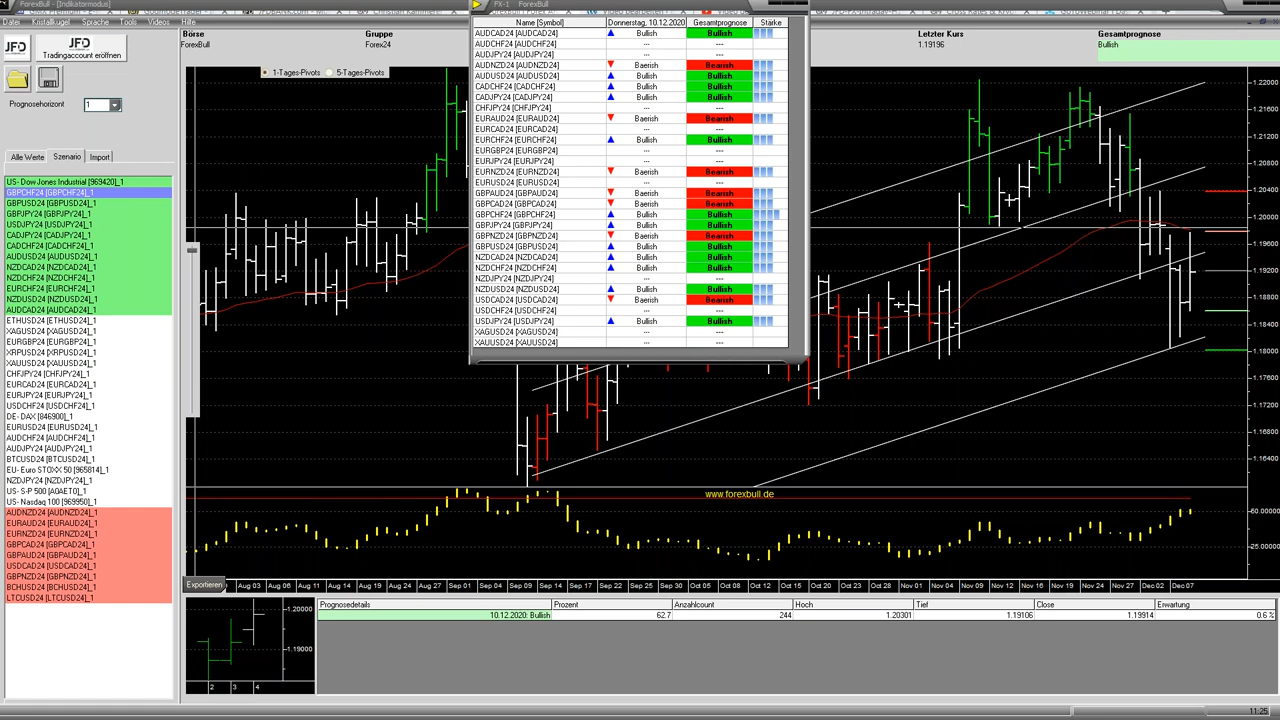 ForexBull - [Indikatormodus]
FX-1 ForexBull
Datei Kristallkugel Sprache Tools Videos Hilfe
JFD
JFD
Tradingaccount eröffnen
Prognosehorizont
1
Alle Werte Szenario Import
GBPCHF24 [GBPCHF24]_1
GBPUSD24 [GBPUSD24]_1
GBPJPY24 [GBPJPY24]_1
USDJPY24 [USDJPY24]_1
CADJPY24 [CADJPY24]_1
CADCHF24 [CADCHF24]_1
AUDUSD24 [AUDUSD24]_1
NZDCAD24 [NZDCAD24]_1
NZDCHF24 [NZDCHF24]_1
EURCHF24 [EURCHF24]_1
NZDUSD24 [NZDUSD24]_1
AUDCAD24 [AUDCAD24]_1
ETHUSD24 [ETHUSD24]_1
EURGBP24 [EURGBP24]_1
XRPUSD24 [XRPUSD24]_1
XAUUSD24 [XAUUSD24]_1
CHFJPY24 [CHFJPY24]_1
EURCAD24 [EURCAD24]_1
EURJPY24 [EURJPY24]_1
USDCHF24 [USDCHF24]_1
DE- DAX [846900]_1
EURUSD24 [EURUSD24]_1
AUDCHF24 [AUDCHF24]_1
AUDJPY24 [AUDJPY24]_1
BTCUSD24 [BTCUSD24]_1
EU- Euro STOXX 50 [965814]_1
NZDJPY24 [NZDJPY24]_1
US- S-P 500 [A0AET0]_1
US- Nasdaq 100 [969950]_1
AUDNZD24 [AUDNZD24]_1
EURAUD24 [EURAUD24]_1
EURNZD24 [EURNZD24]_1
GBPCAD24 [GBPCAD24]_1
GBPAUD24 [GBPAUD24]_1
USDCAD24 [USDCAD24]_1
GBPNZD24 [GBPNZD24]_1
BCHUSD24 [BCHUSD24]_1
LTCUSD24 [LTCUSD24]_1
Börse Gruppe Letzter Kurs Gesamtprognose
ForexBull Forex24 1.19196 Bullish
1-Tages-Pivots 5-Tages-Pivots
Name [Symbol] Donnerstag, 10.12.2020 Gesamtprognose Stärke
AUDCAD24 [AUDCAD24] Bullish Bullish
AUDCHF24 [AUDCHF24] --- ---
AUDJPY24 [AUDJPY24] --- ---
AUDNZD24 [AUDNZD24] Baerish Bearish
AUDUSD24 [AUDUSD24] Bullish Bullish
CADCHF24 [CADCHF24] Bullish Bullish
CADJPY24 [CADJPY24] Bullish Bullish
CHFJPY24 [CHFJPY24] --- ---
EURAUD24 [EURAUD24] Baerish Bearish
EURCAD24 [EURCAD24] --- ---
EURCHF24 [EURCHF24] Bullish Bullish
EURGBP24 [EURGBP24] --- ---
EURJPY24 [EURJPY24] --- ---
EURNZD24 [EURNZD24] Baerish Bearish
EURUSD24 [EURUSD24] --- ---
GBPAUD24 [GBPAUD24] Baerish Bearish
GBPCAD24 [GBPCAD24] Baerish Bearish
GBPCHF24 [GBPCHF24] Bullish Bullish
GBPJPY24 [GBPJPY24] Bullish Bullish
GBPNZD24 [GBPNZD24] Baerish Bearish
GBPUSD24 [GBPUSD24] Bullish Bullish
NZDCAD24 [NZDCAD24] Bullish Bullish
NZDCHF24 [NZDCHF24] Bullish Bullish
NZDJPY24 [NZDJPY24] --- ---
NZDUSD24 [NZDUSD24] Bullish Bullish
USDCAD24 [USDCAD24] Baerish Bearish
USDCHF24 [USDCHF24] --- ---
USDJPY24 [USDJPY24] Bullish Bullish
XAGUSD24 [XAGUSD24] --- ---
XAUUSD24 [XAUUSD24] --- ---
1.22000
1.21600
1.21200
1.20800
1.20400
1.20000
1.19600
1.19200
1.18800
1.18400
1.18000
1.17600
1.17200
1.16800
1.16400
www.forexbull.de
Exportieren
Aug 03 Aug 06 Aug 11 Aug 14 Aug 19 Aug 24 Aug 27 Sep 01 Sep 04 Sep 09 Sep 14 Sep 17 Sep 22 Sep 25 Sep 30 Oct 05 Oct 08 Oct 12 Oct 15 Oct 20 Oct 23 Oct 28 Nov 01 Nov 04 Nov 09 Nov 11 Nov 16 Nov 19 Nov 24 Nov 27 Dec 02 Dec 07
1.20000
1.19000
2 3 4
Prognosedetails Prozent Anzahlcount Hoch Tief Close Erwartung
10.12.2020: Bullish 62.7 244 1.20301 1.19106 1.19914 0.6 %
11:25